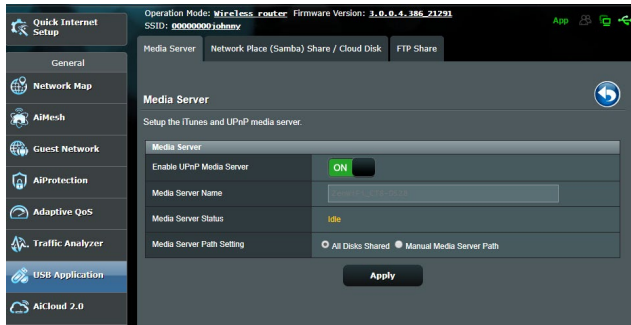 Quick Internet Setup
Operation Mode: Wireless router Firmware Version: 3.0.0.4.386_21291
SSID: 00000000johnny
App
Media Server
Network Place (Samba) Share / Cloud Disk
FTP Share
General
Network Map
AiMesh
Guest Network
AiProtection
Adaptive QoS
Traffic Analyzer
USB Application
AiCloud 2.0
Media Server
Setup the iTunes and UPnP media server.
Media Server
Enable UPnP Media Server
ON
Media Server Name
Media Server Status
Idle
Media Server Path Setting
All Disks Shared
Manual Media Server Path
Apply